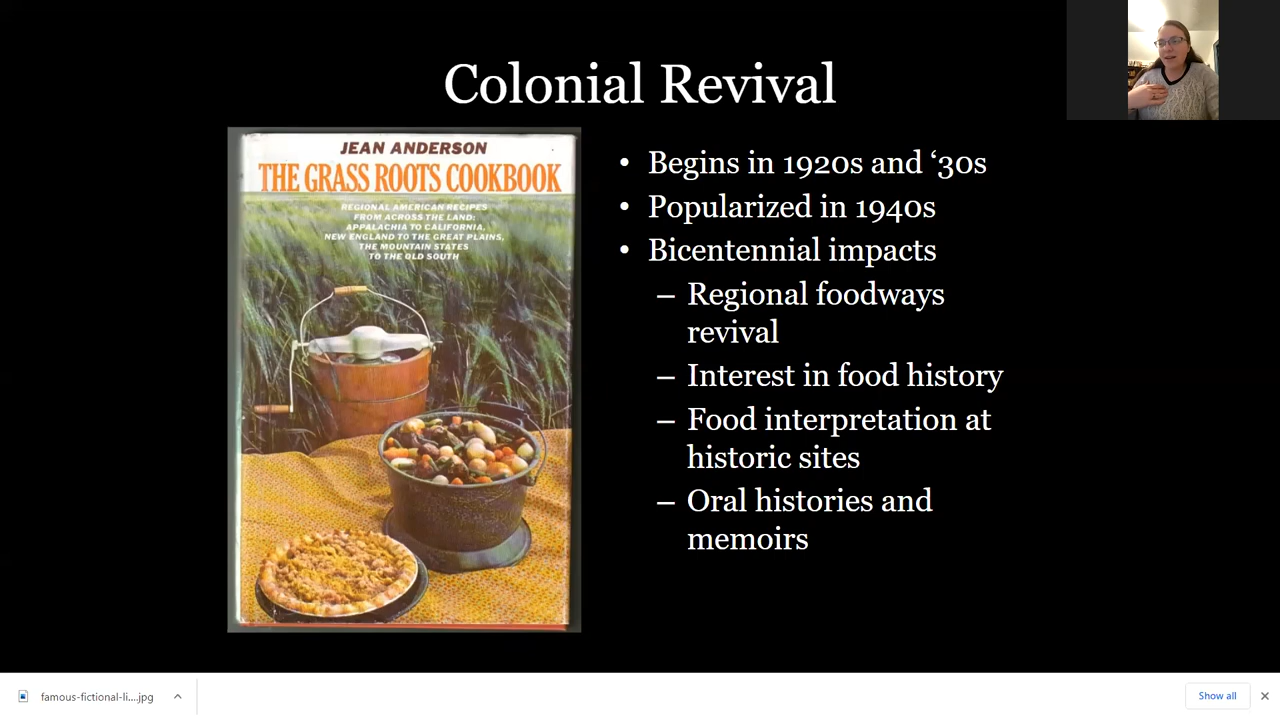 Colonial Revival
JEAN ANDERSON
THE GRASS ROOTS COOKBOOK
REGIONAL AMERICAN RECIPES
FROM ACROSS THE LAND:
APPALACHIA TO CALIFORNIA,
NEW ENGLAND TO THE GREAT PLAINS,
THE MOUNTAIN STATES
TO THE OLD SOUTH
• Begins in 1920s and ‘30s
• Popularized in 1940s
• Bicentennial impacts
– Regional foodways
revival
– Interest in food history
– Food interpretation at
historic sites
– Oral histories and
memoirs
famous-fictional-li....jpg
Show all